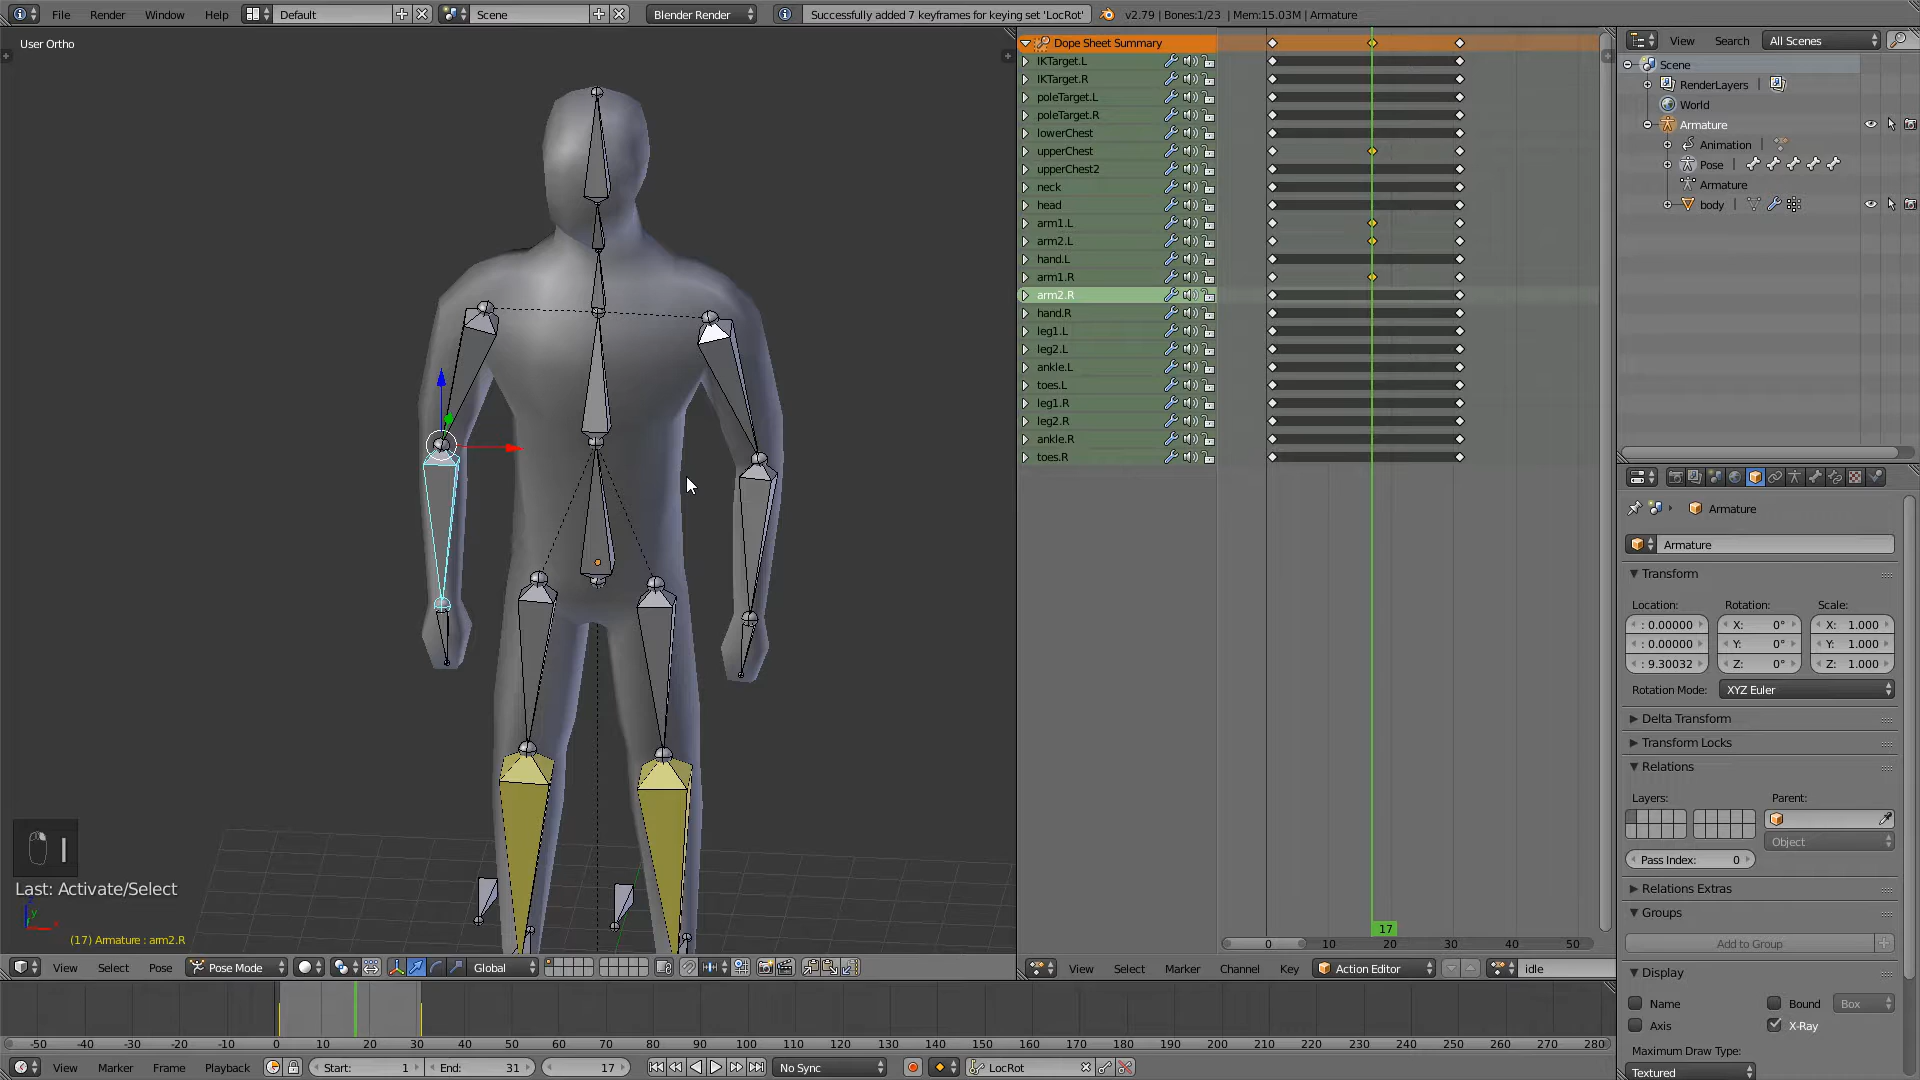 File Render Window Help Default Scene Blender Render Successfully added 7 keyframes for keying set 'LocRot' v2.79 | Bones:1/23 | Mem:15.03M | Armature
User Ortho
Dope Sheet Summary
IKTarget.L
IKTarget.R
poleTarget.L
poleTarget.R
lowerChest
upperChest
upperChest2
neck
head
arm1.L
arm2.L
hand.L
arm1.R
arm2.R
hand.R
leg1.L
leg2.L
ankle.L
toes.L
leg1.R
leg2.R
ankle.R
toes.R
17
0 10 20 30 40 50
View Search All Scenes
Scene
RenderLayers
World
Armature
Animation
Pose
Armature
body
Armature
Armature
Transform
Location: Rotation: Scale:
: 0.00000 X: 0° X: 1.000
: 0.00000 Y: 0° Y: 1.000
: 9.30032 Z: 0° Z: 1.000
Rotation Mode: XYZ Euler
Delta Transform
Transform Locks
Relations
Layers: Parent:
Object
Pass Index: 0
Relations Extras
Groups
Add to Group
Display
Name Bound Box
Axis X-Ray
Maximum Draw Type:
Textured
I
Last: Activate/Select
(17) Armature : arm2.R
View Select Pose Pose Mode Global
View Select Marker Channel Key Action Editor idle
-50 -40 -30 -20 -10 0 10 20 30 40 50 60 70 80 90 100 110 120 130 140 150 160 170 180 190 200 210 220 230 240 250 260 270 280
View Marker Frame Playback Start: 1 End: 31 17 No Sync LocRot